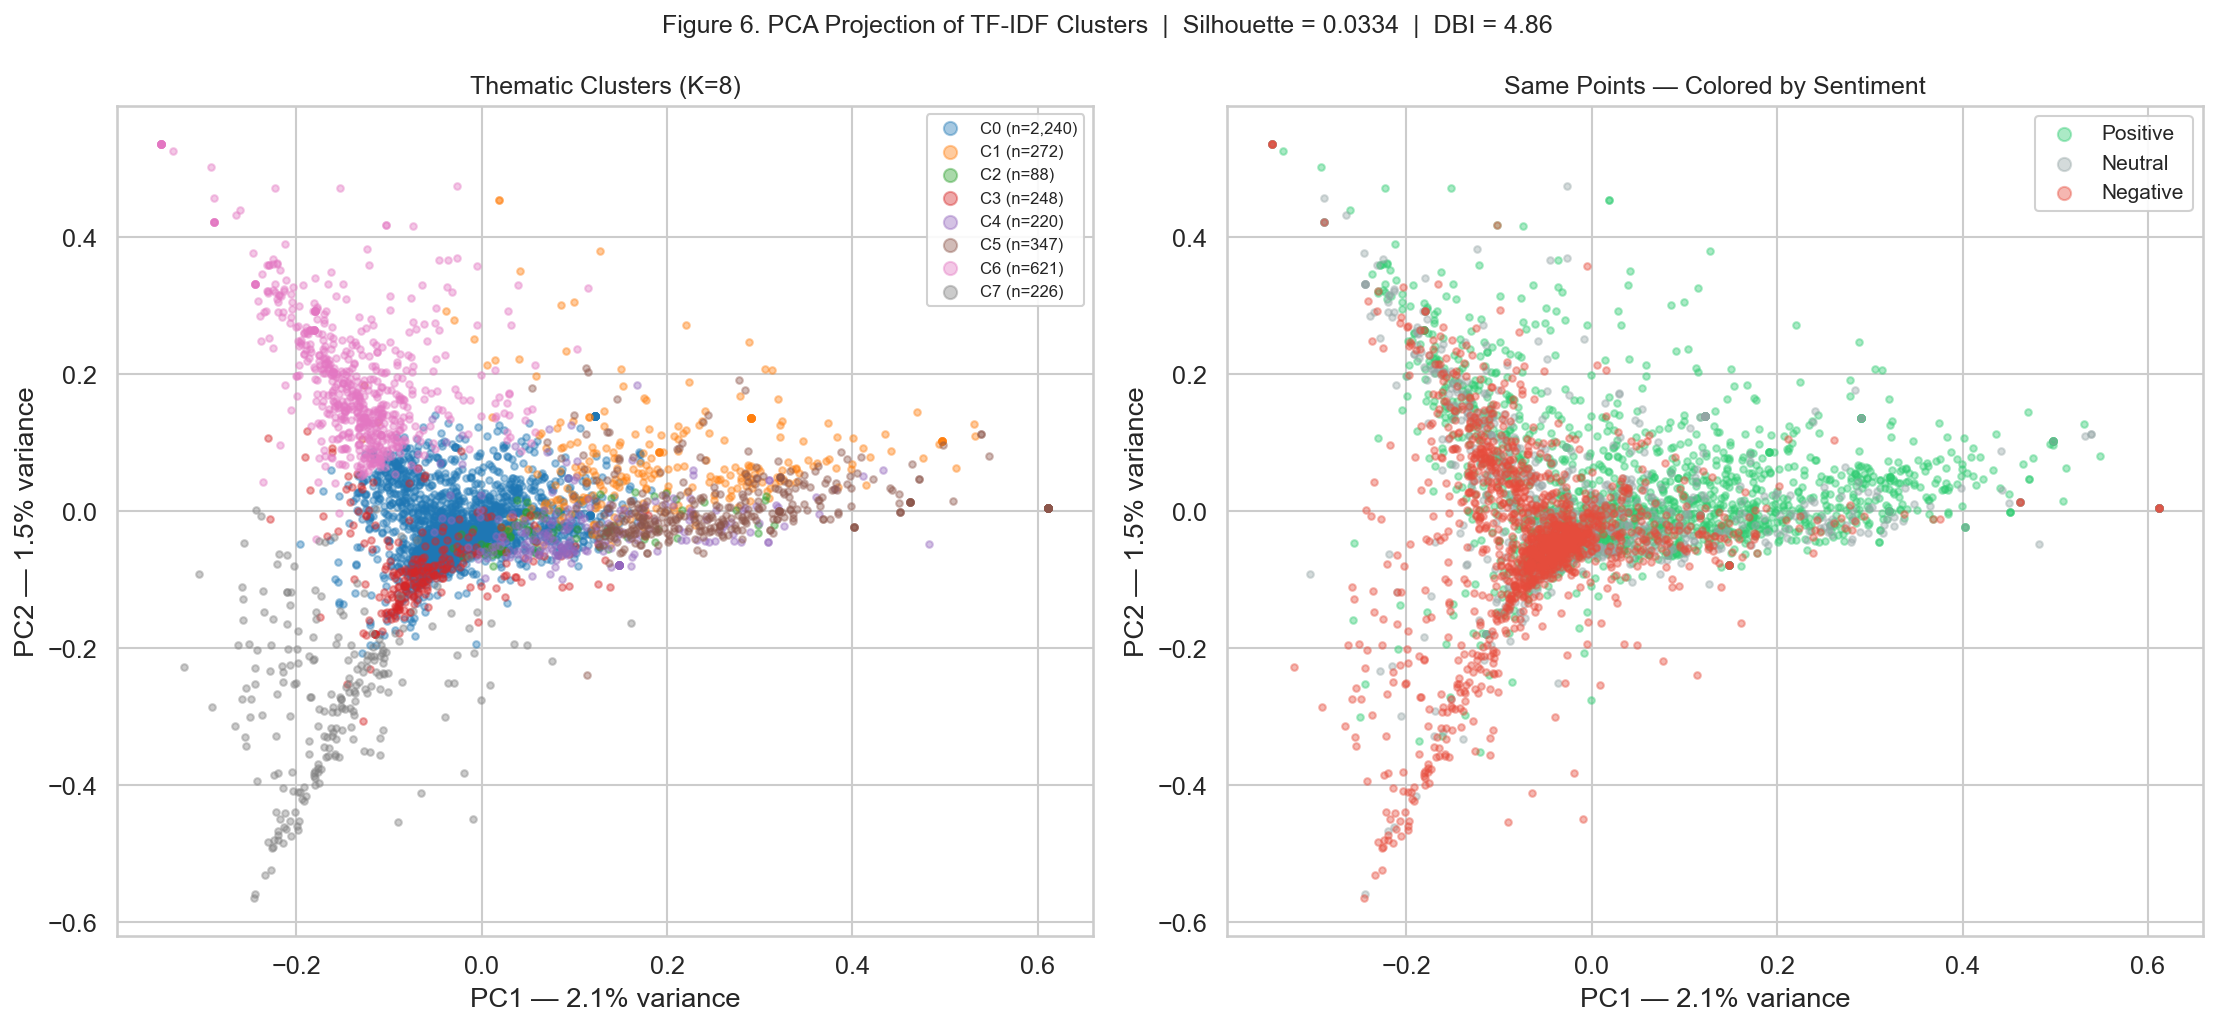 Figure 6. PCA Projection of TF-IDF Clusters | Silhouette = 0.0334 | DBI = 4.86
Thematic Clusters (K=8)
C0 (n=2,240)
C1 (n=272)
C2 (n=88)
C3 (n=248)
C4 (n=220)
C5 (n=347)
C6 (n=621)
C7 (n=226)
PC2 — 1.5% variance
0.4
0.2
0.0
−0.2
−0.4
−0.6
−0.2
0.0
0.2
0.4
0.6
PC1 — 2.1% variance
Same Points — Colored by Sentiment
Positive
Neutral
Negative
PC2 — 1.5% variance
0.4
0.2
0.0
−0.2
−0.4
−0.6
−0.2
0.0
0.2
0.4
0.6
PC1 — 2.1% variance